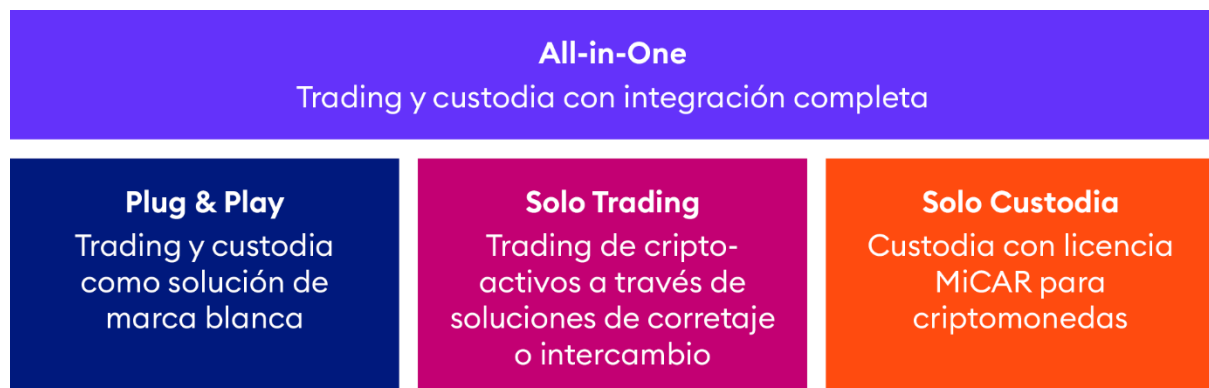 All-in-One
Trading y custodia con integración completa
Plug & Play
Trading y custodia
como solución de
marca blanca
Solo Trading
Trading de cripto-
activos a través de
soluciones de corretaje
o intercambio
Solo Custodia
Custodia con licencia
MiCAR para
criptomonedas